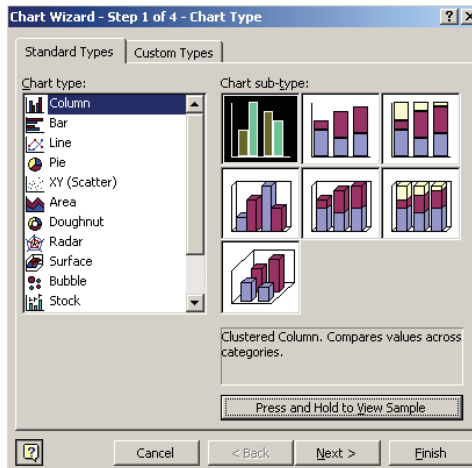 Chart Wizard - Step 1 of 4 - Chart Type
Standard Types
Custom Types
Chart type:
Column
Bar
Line
Pie
XY (Scatter)
Area
Doughnut
Radar
Surface
Bubble
Stock
Chart sub-type:
Clustered Column. Compares values across
categories.
Press and Hold to View Sample
Cancel
< Back
Next >
Finish